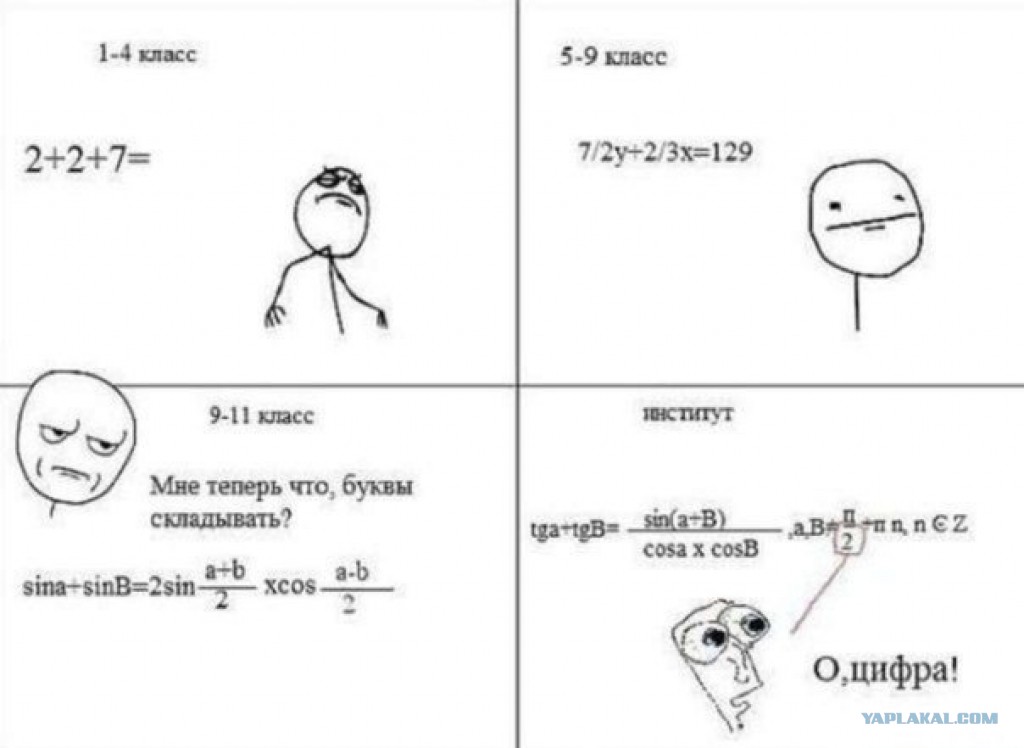 1-4 класс
2+2+7=
5-9 класс
7/2y+2/3x=129
9-11 класс
Мне теперь что, буквы
складывать?
sina+sinB=2sin a+b/2 xcos a-b/2
институт
tga+tgB= sin(a+B)/cosa x cosB ,a,B≠ п/2 +п n, n Є Z
О,цифра!
YAPLAKAL.COM